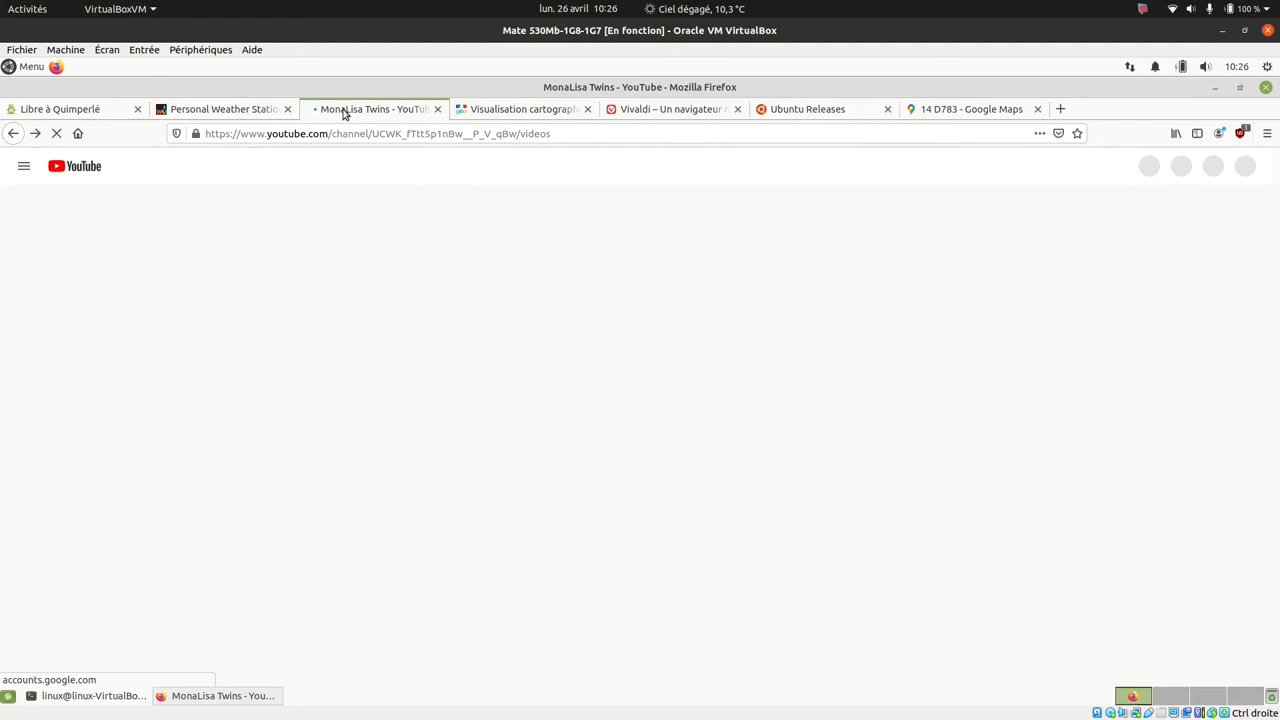 Activités
VirtualBoxVM
lun. 26 avril 10:26
Ciel dégagé, 10,3 °C
100 %
Mate 530Mb-1G8-1G7 [En fonction] - Oracle VM VirtualBox
Fichier Machine Écran Entrée Périphériques Aide
Menu
10:26
MonaLisa Twins - YouTube - Mozilla Firefox
Libre à Quimperlé
Personal Weather Statio
MonaLisa Twins - YouTub
Visualisation cartograph
Vivaldi – Un navigateur
Ubuntu Releases
14 D783 - Google Maps
https://www.youtube.com/channel/UCWK_fTtt5p1nBw__P_V_qBw/videos
1
YouTube
accounts.google.com
linux@linux-VirtualBo...
MonaLisa Twins - You...
Ctrl droite